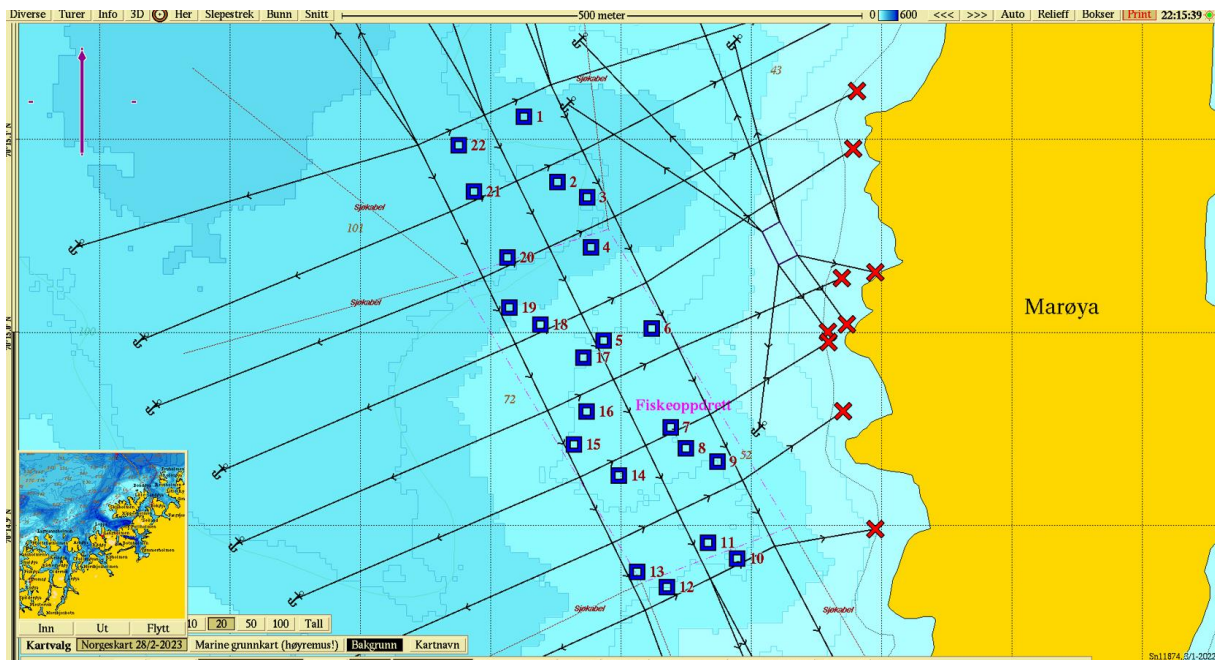 Diverse Turer Info 3D Her Slepestrek Bunn Snitt 500 meter 0 600 <<< >>> Auto Relieff Bokser Print 22:15:39
43
Sjøkabel
1
22
2
21
3
Sjøkabel
101
4
20
Sjøkabel
19
18
6
Marøya
5
17
100
72
16
Fiskeoppdrett
7
15
8
52
9
14
11
10
13
12
Sjøkabel
Sjøkabel
Inn Ut Flytt 10 20 50 100 Tall
Kartvalg Norgeskart 28/2-2023 Marine grunnkart (høyremus!) Bakgrunn Kartnavn